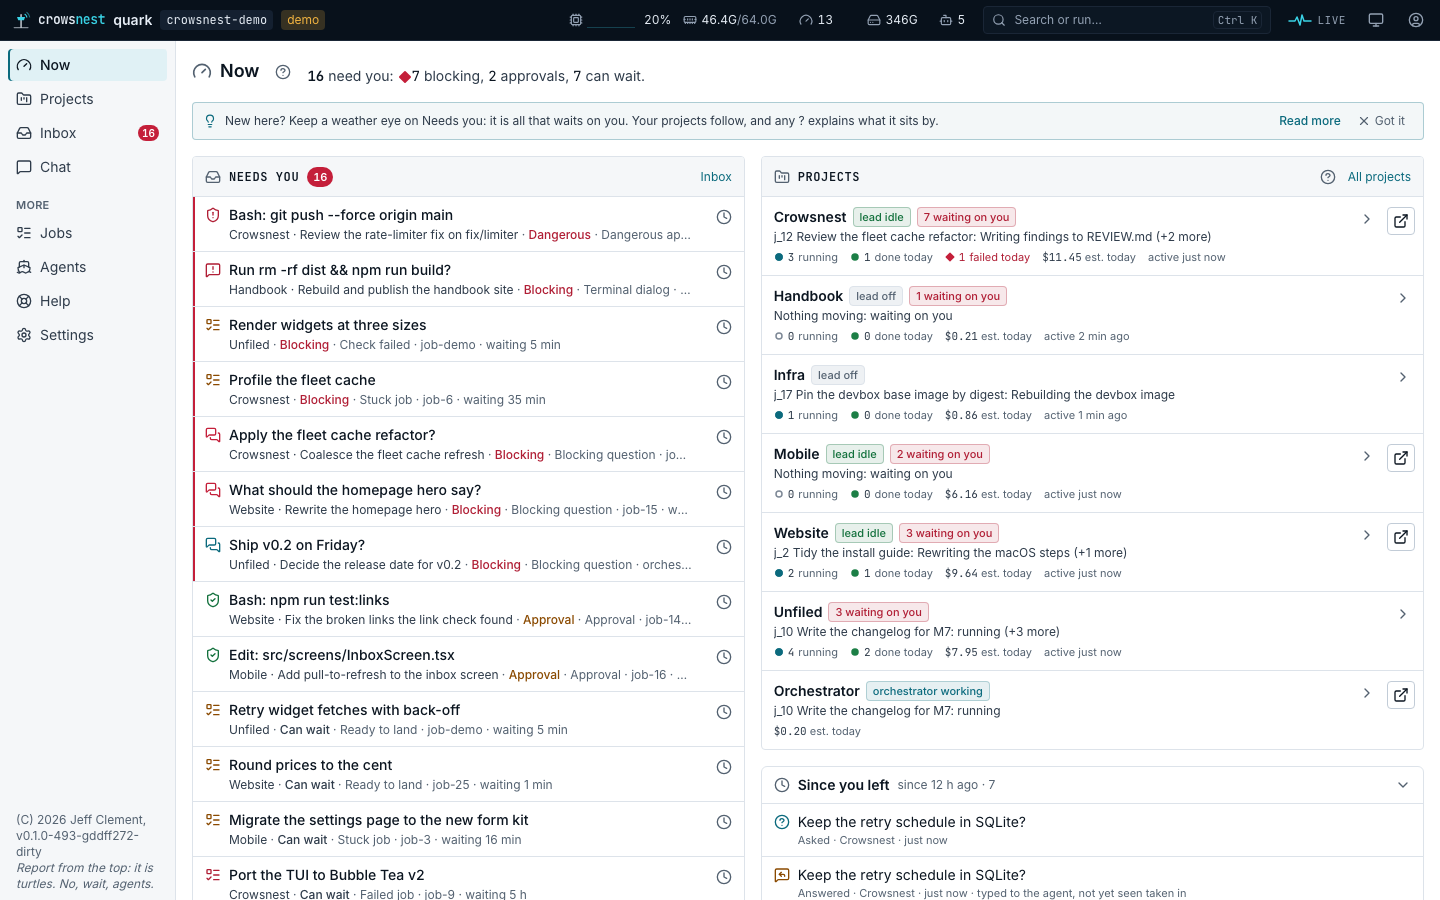 crowsnest quark crowsnest-demo demo 20% 46.4G/64.0G 13 346G 5 Search or run... Ctrl K LIVE
Now
Projects
Inbox 16
Chat
MORE
Jobs
Agents
Help
Settings
(C) 2026 Jeff Clement,
v0.1.0-493-gddff272-
dirty
Report from the top: it is
turtles. No, wait, agents.
Now 16 need you: 7 blocking, 2 approvals, 7 can wait.
New here? Keep a weather eye on Needs you: it is all that waits on you. Your projects follow, and any ? explains what it sits by. Read more Got it
NEEDS YOU 16 Inbox
Bash: git push --force origin main
Crowsnest · Review the rate-limiter fix on fix/limiter · Dangerous · Dangerous ap...
Run rm -rf dist && npm run build?
Handbook · Rebuild and publish the handbook site · Blocking · Terminal dialog · ...
Render widgets at three sizes
Unfiled · Blocking · Check failed · job-demo · waiting 5 min
Profile the fleet cache
Crowsnest · Blocking · Stuck job · job-6 · waiting 35 min
Apply the fleet cache refactor?
Crowsnest · Coalesce the fleet cache refresh · Blocking · Blocking question · jo...
What should the homepage hero say?
Website · Rewrite the homepage hero · Blocking · Blocking question · job-15 · w...
Ship v0.2 on Friday?
Unfiled · Decide the release date for v0.2 · Blocking · Blocking question · orches...
Bash: npm run test:links
Website · Fix the broken links the link check found · Approval · Approval · job-14...
Edit: src/screens/InboxScreen.tsx
Mobile · Add pull-to-refresh to the inbox screen · Approval · Approval · job-16 · ...
Retry widget fetches with back-off
Unfiled · Can wait · Ready to land · job-demo · waiting 5 min
Round prices to the cent
Website · Can wait · Ready to land · job-25 · waiting 1 min
Migrate the settings page to the new form kit
Mobile · Can wait · Stuck job · job-3 · waiting 16 min
Port the TUI to Bubble Tea v2
Crowsnest · Can wait · Failed job · job-9 · waiting 5 h
PROJECTS All projects
Crowsnest lead idle 7 waiting on you
j_12 Review the fleet cache refactor: Writing findings to REVIEW.md (+2 more)
3 running 1 done today 1 failed today $11.45 est. today active just now
Handbook lead off 1 waiting on you
Nothing moving: waiting on you
0 running 0 done today $0.21 est. today active 2 min ago
Infra lead off
j_17 Pin the devbox base image by digest: Rebuilding the devbox image
1 running 0 done today $0.86 est. today active 1 min ago
Mobile lead idle 2 waiting on you
Nothing moving: waiting on you
0 running 0 done today $6.16 est. today active just now
Website lead idle 3 waiting on you
j_2 Tidy the install guide: Rewriting the macOS steps (+1 more)
2 running 1 done today $9.64 est. today active just now
Unfiled 3 waiting on you
j_10 Write the changelog for M7: running (+3 more)
4 running 2 done today $7.95 est. today active just now
Orchestrator orchestrator working
j_10 Write the changelog for M7: running
$0.20 est. today
Since you left since 12 h ago · 7
Keep the retry schedule in SQLite?
Asked · Crowsnest · just now
Keep the retry schedule in SQLite?
Answered · Crowsnest · just now · typed to the agent, not yet seen taken in